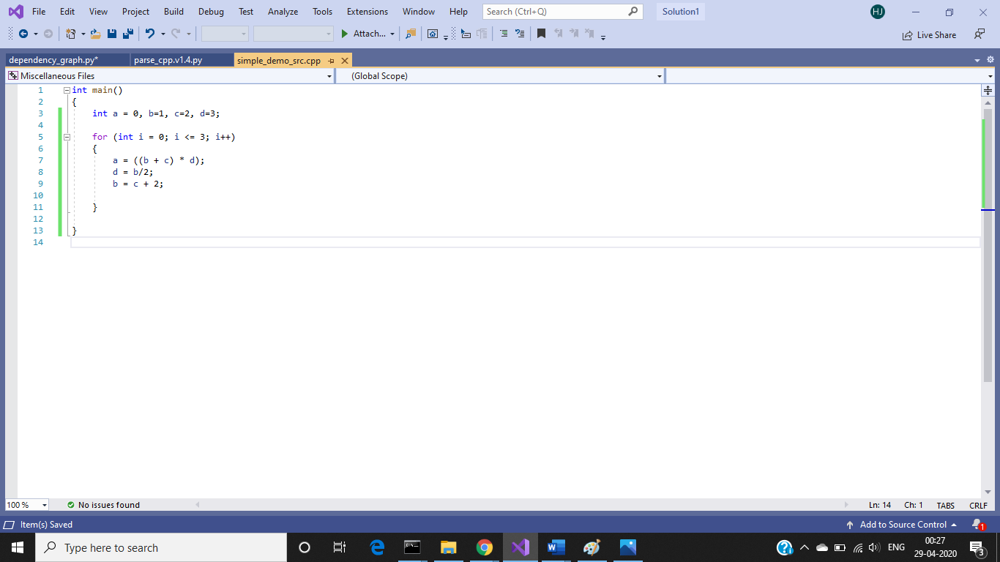 File Edit View Project Build Debug Test Analyze Tools Extensions Window Help Search (Ctrl+Q) Solution1 HJ
Attach... Live Share
dependency_graph.py* parse_cpp.v1.4.py simple_demo_src.cpp
Miscellaneous Files (Global Scope)
1 int main()
2 {
3 int a = 0, b=1, c=2, d=3;
4
5 for (int i = 0; i <= 3; i++)
6 {
7 a = ((b + c) * d);
8 d = b/2;
9 b = c + 2;
10
11 }
12
13 }
14
100 % No issues found Ln: 14 Ch: 1 TABS CRLF
Item(s) Saved Add to Source Control 1
Type here to search ENG 00:27
29-04-2020 3